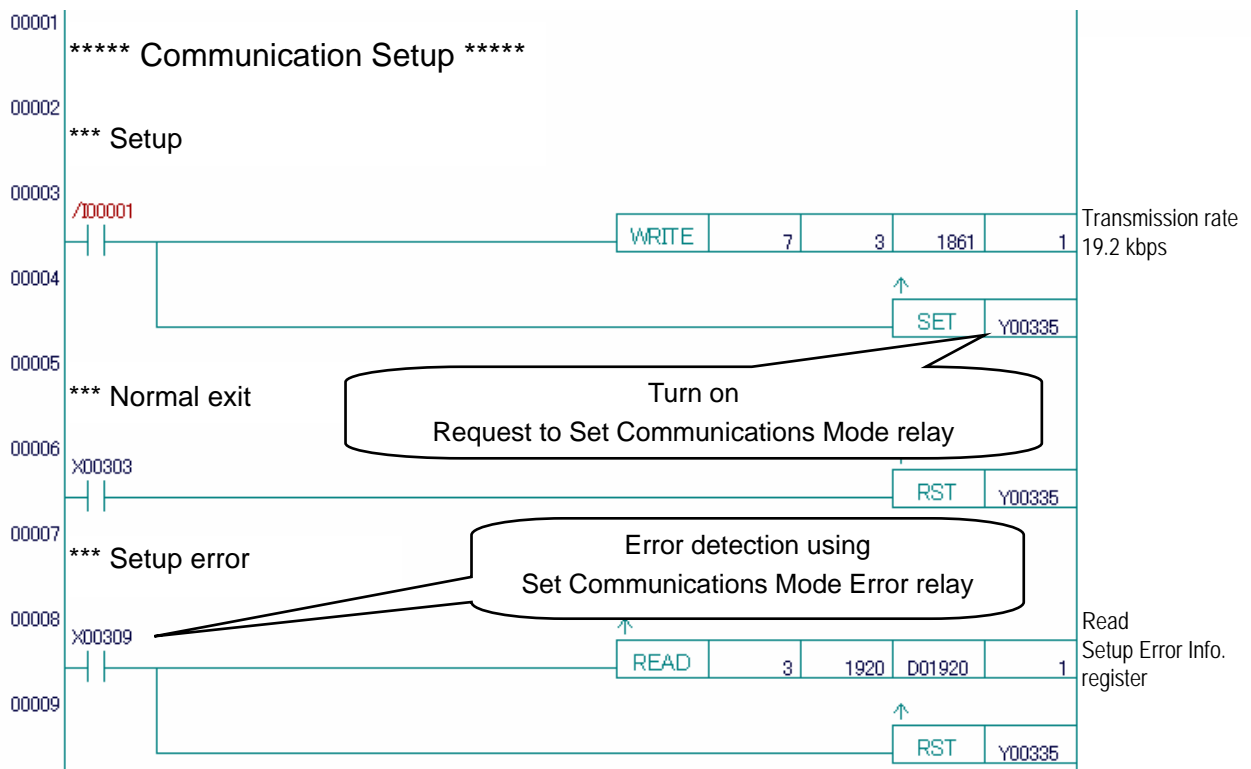 00001
***** Communication Setup *****
00002
*** Setup
00003
/I00001
WRITE 7 3 1861 1
Transmission rate
19.2 kbps
00004
↑
SET Y00335
00005
*** Normal exit
Turn on
Request to Set Communications Mode relay
00006
X00303
↑
RST Y00335
00007
*** Setup error
Error detection using
Set Communications Mode Error relay
00008
X00309
↑
READ 3 1920 D01920 1
Read
Setup Error Info.
register
00009
↑
RST Y00335